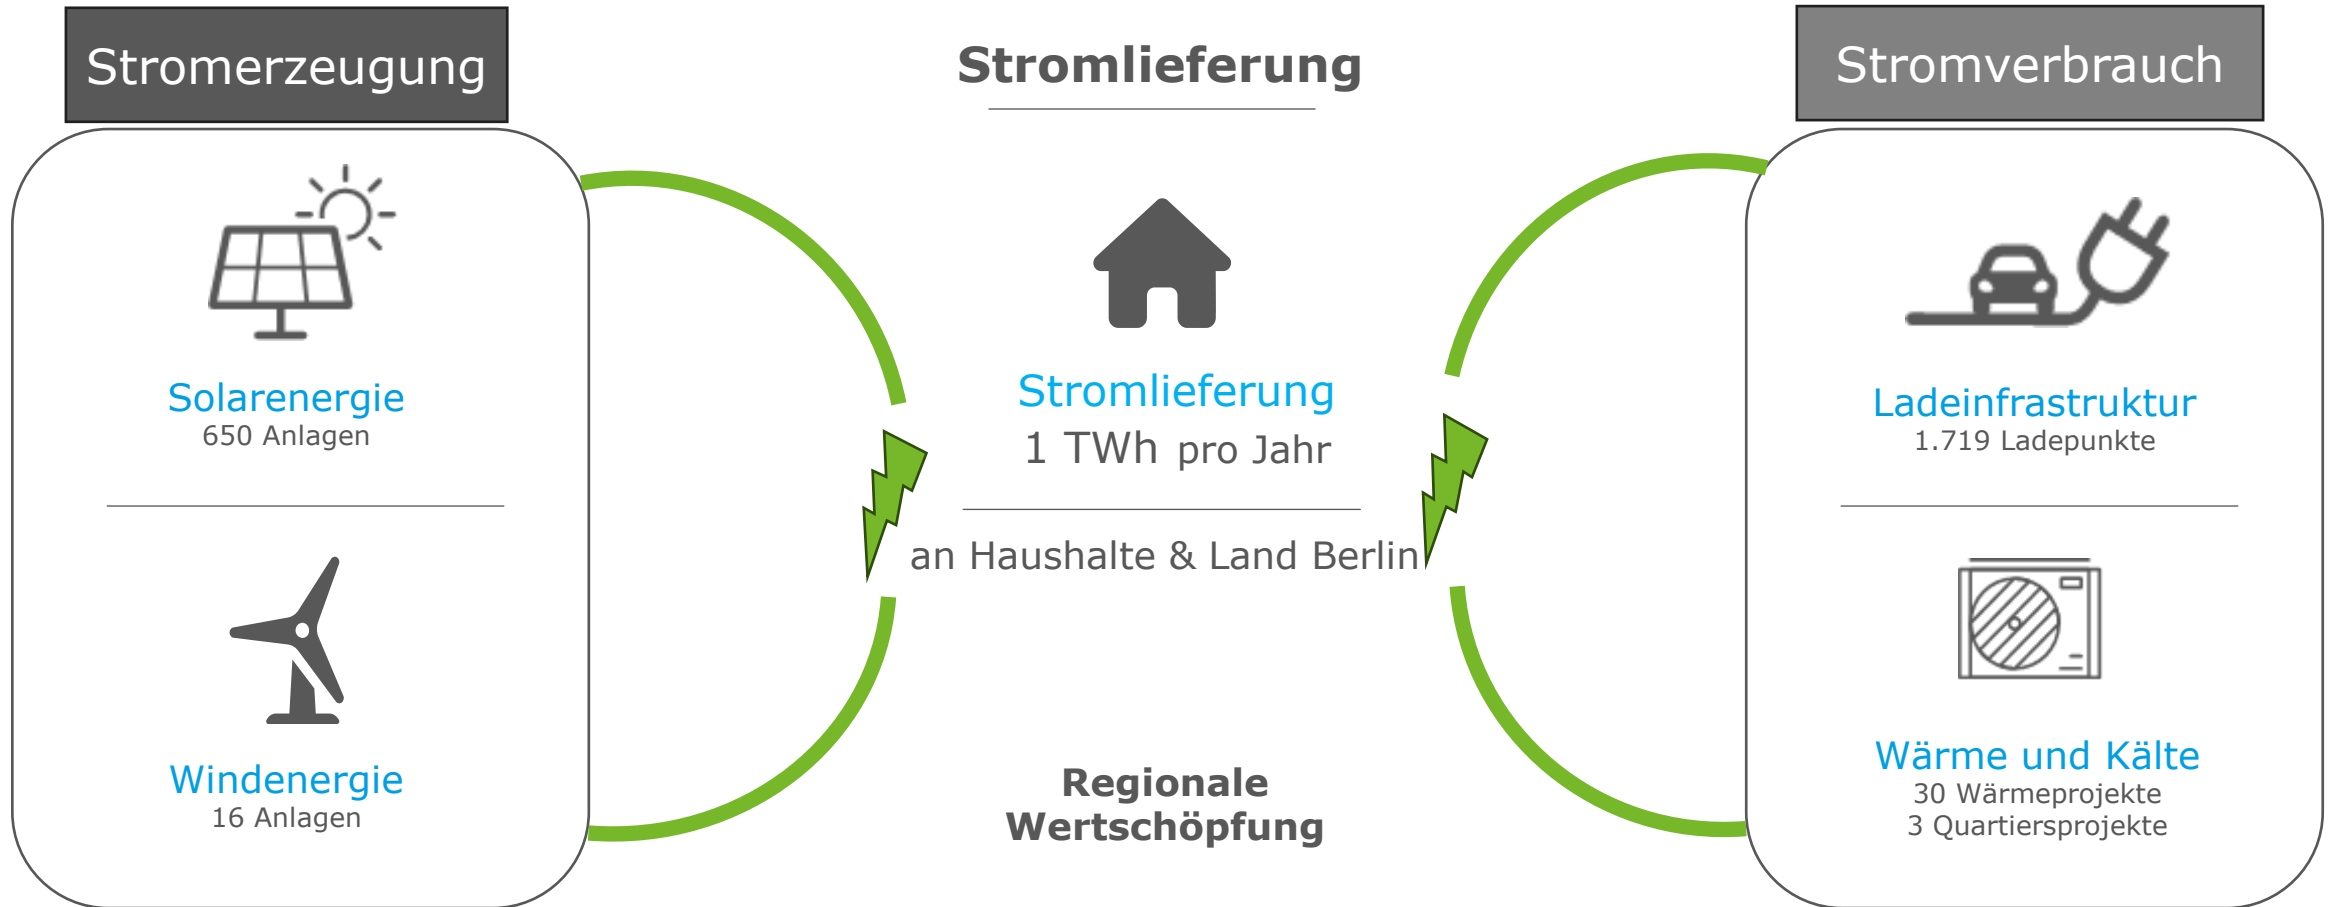 Stromerzeugung
Solarenergie
650 Anlagen
Windenergie
16 Anlagen
Stromlieferung
Stromlieferung
1 TWh pro Jahr
an Haushalte & Land Berlin
Regionale
Wertschöpfung
Stromverbrauch
Ladeinfrastruktur
1.719 Ladepunkte
Wärme und Kälte
30 Wärmeprojekte
3 Quartiersprojekte